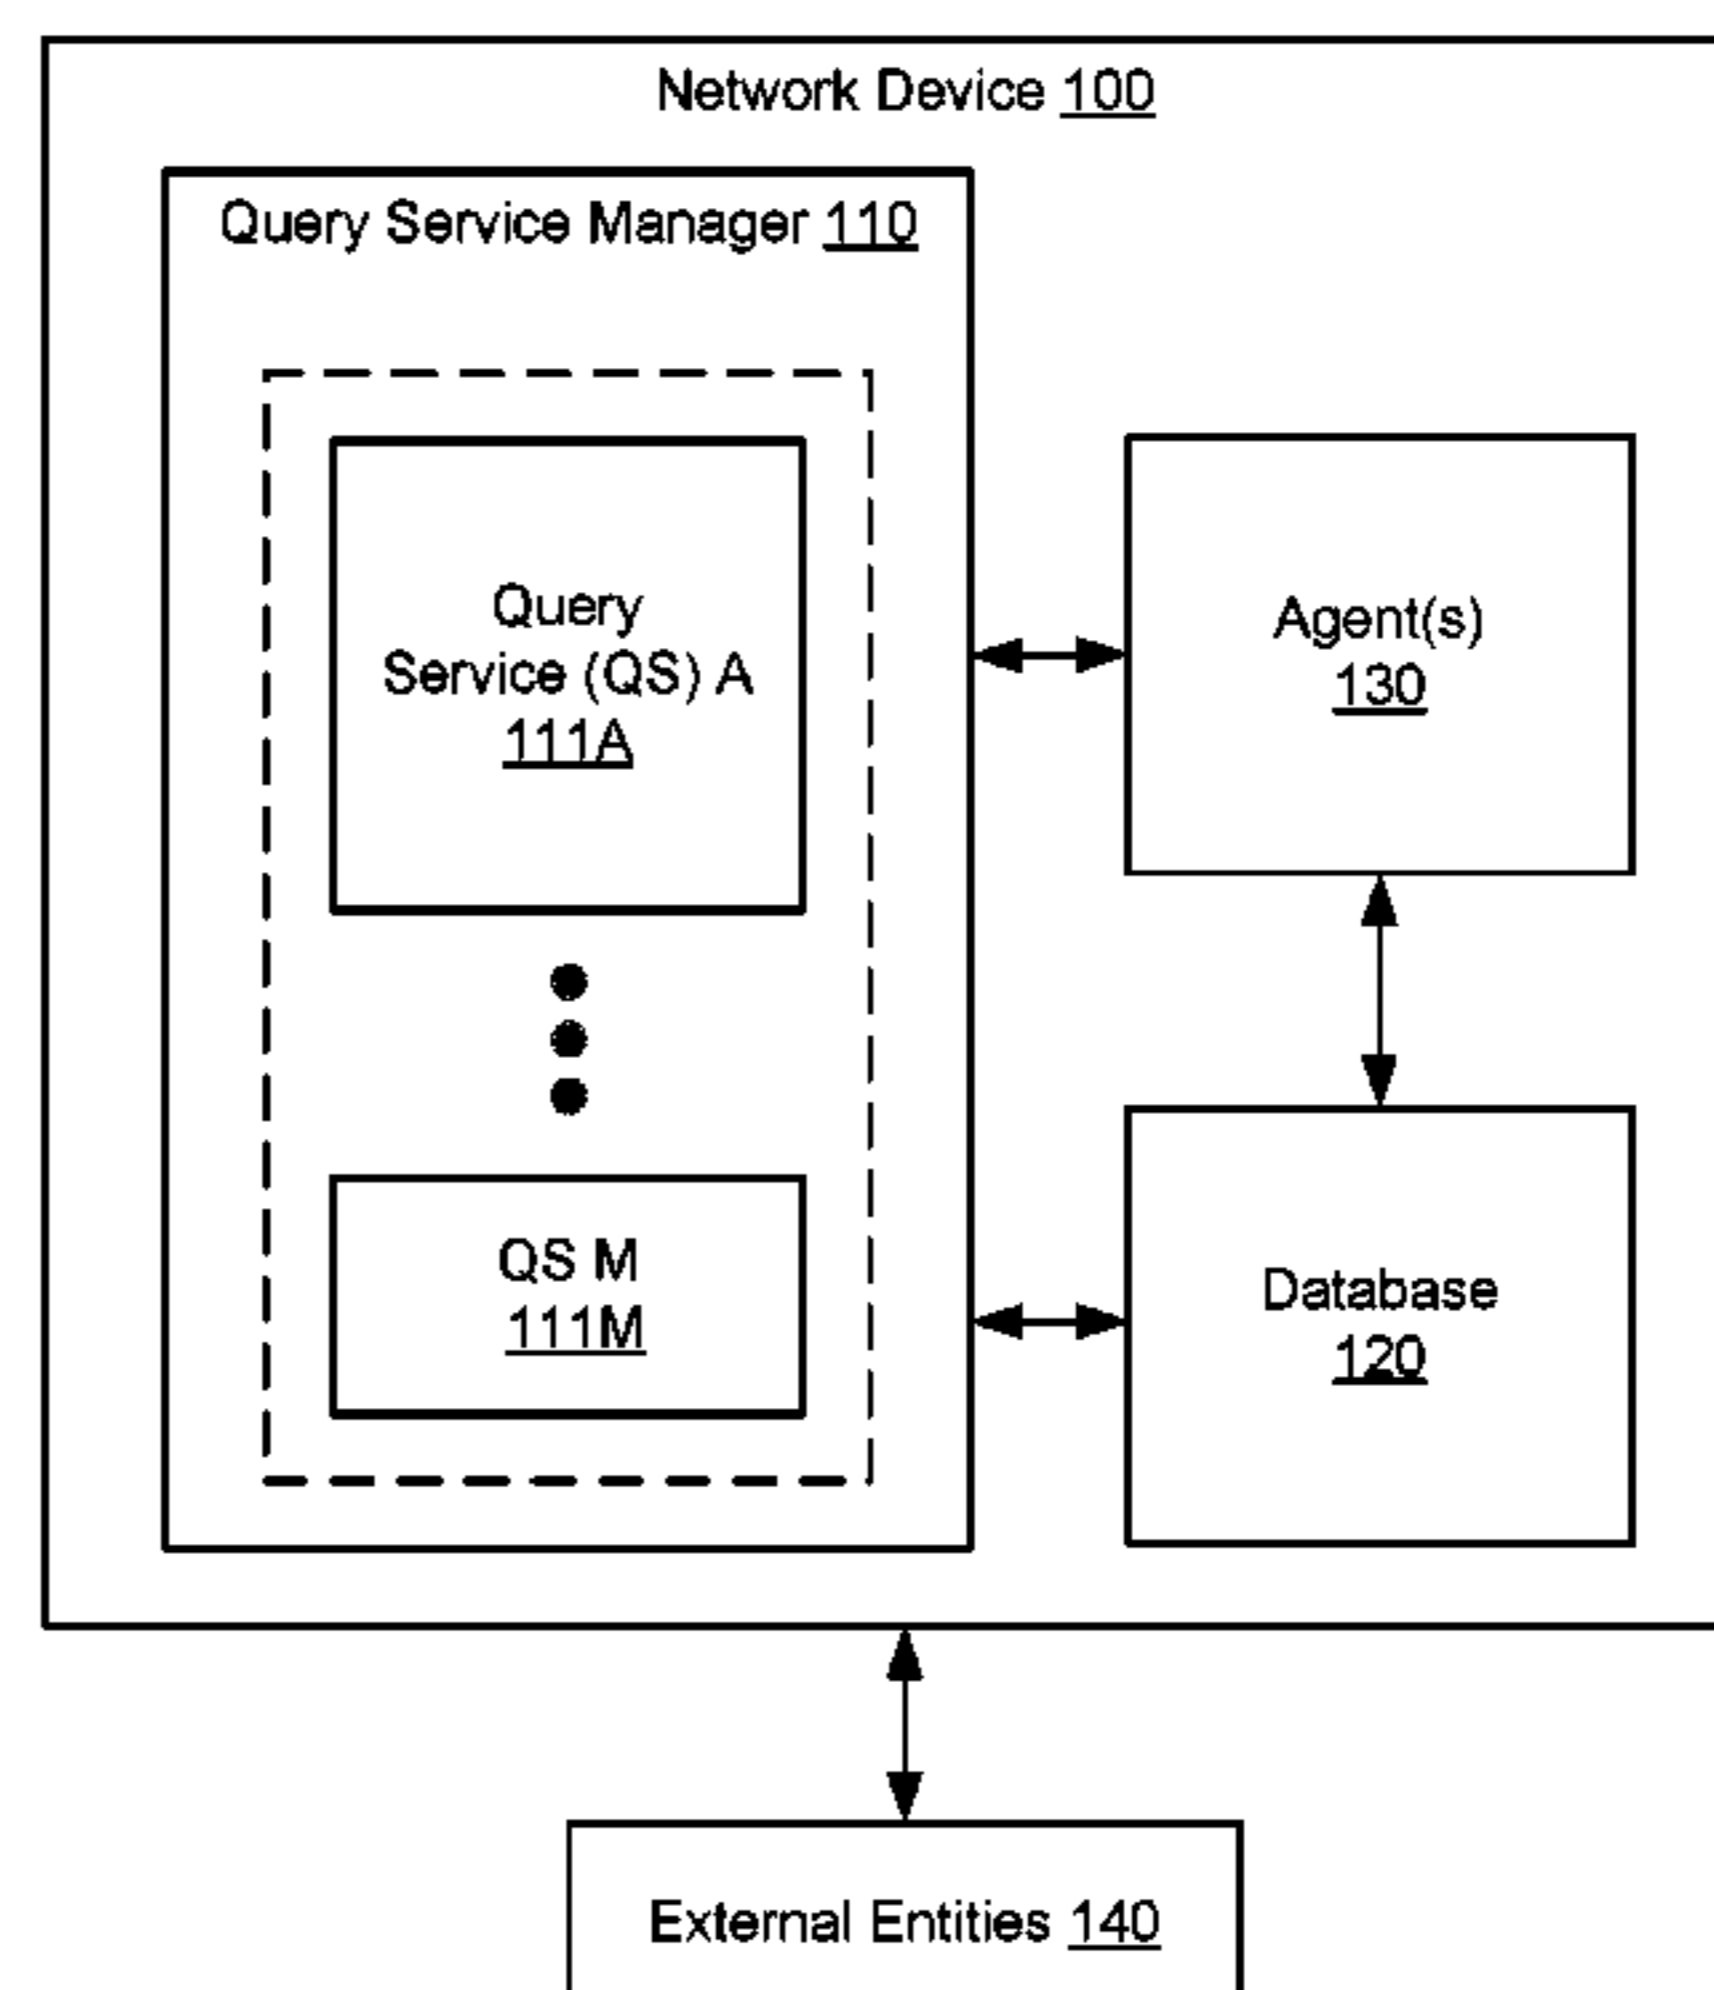 Network Device 100
Query Service Manager 110
Query
Service (QS) A
111A
Agent(s)
130
QS M
111M
Database
120
External Entities 140